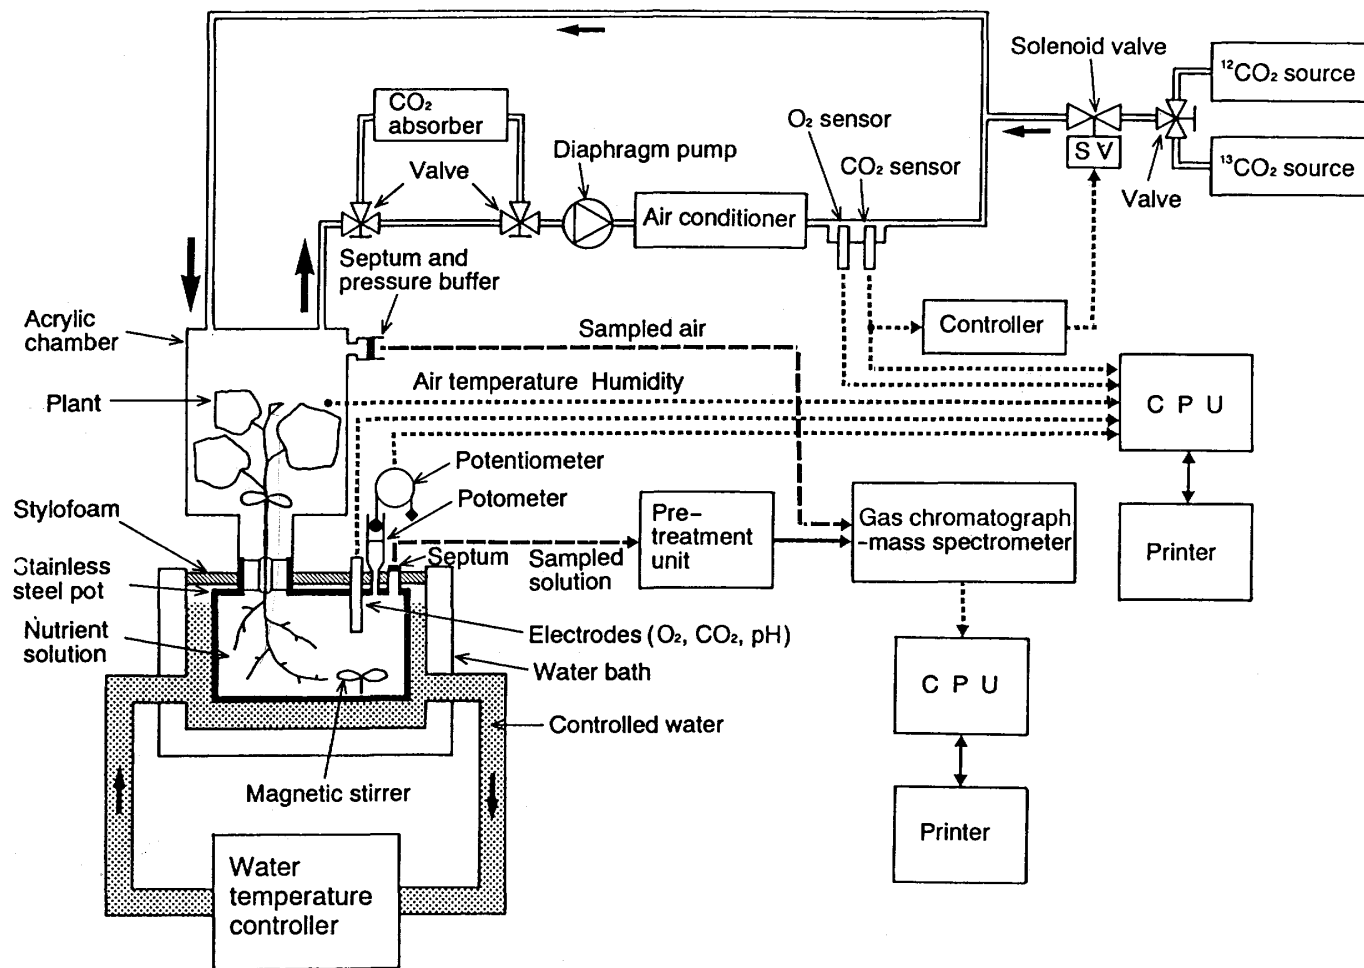 Solenoid valve
¹²CO₂ source
CO₂
absorber
O₂ sensor
Diaphragm pump
CO₂ sensor
S V
Valve
¹³CO₂ source
Valve
Air conditioner
Septum and
pressure buffer
Acrylic
chamber
Sampled air
Controller
Air temperature Humidity
Plant
C P U
Potentiometer
Potometer
Stylofoam
Pre-
treatment
unit
Gas chromatograph
-mass spectrometer
Septum
Sampled
solution
Printer
Stainless
steel pot
Nutrient
solution
Electrodes (O₂, CO₂, pH)
Water bath
C P U
Controlled water
Magnetic stirrer
Printer
Water
temperature
controller